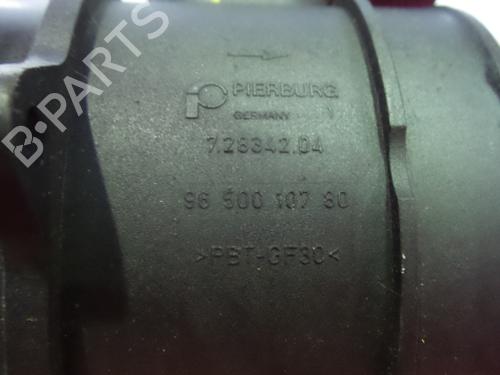 PIERBURG
GERMANY
7.28342.04
96 500 107 80
>PBT-GF30<
B-PARTS